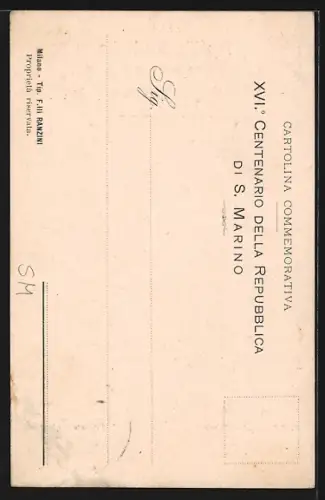 CARTOLINA COMMEMORATIVA
XVI.° CENTENARIO DELLA REPUBBLICA
DI S. MARINO
Sig.
Milano - Tip. F.lli RANZINI
Proprietà riservata.
SM